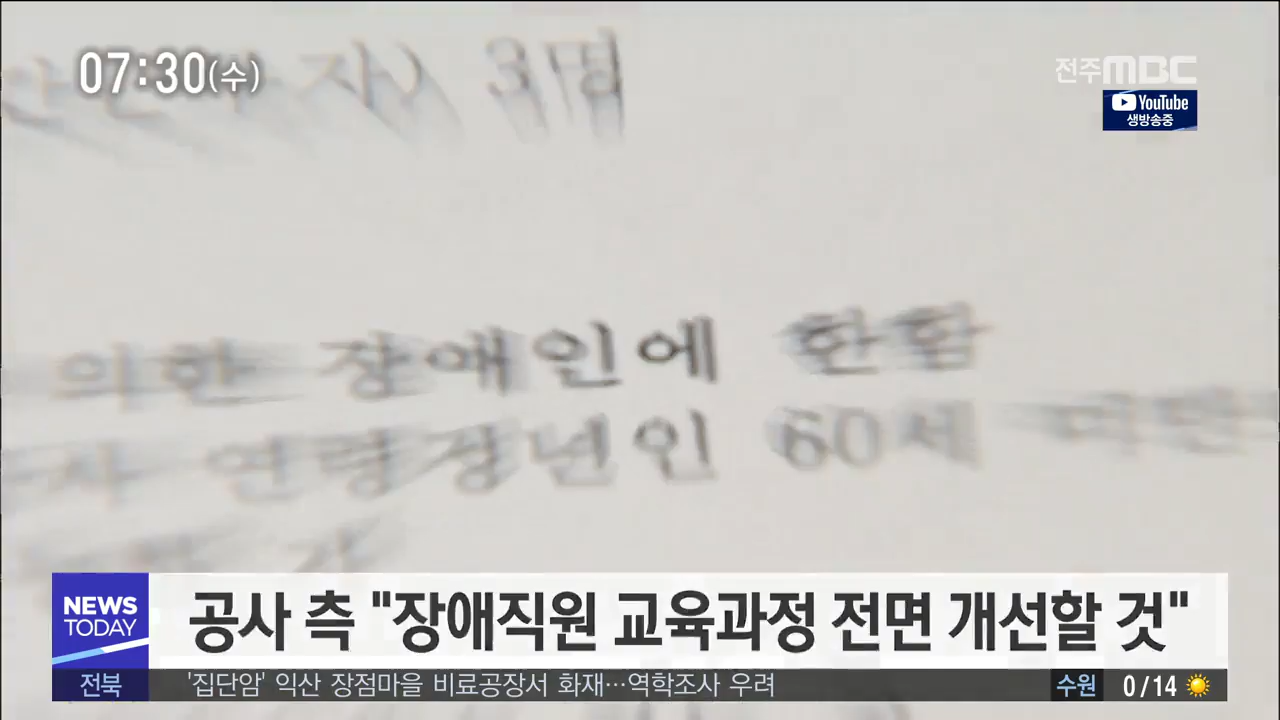 07:30(수)
전주MBC
YouTube
생방송중
자) 3명
의한 장애인에 한함
사 연령정년인 60세 미만
NEWS
TODAY
공사 측 "장애직원 교육과정 전면 개선할 것"
전북
'집단암' 익산 장점마을 비료공장서 화재…역학조사 우려
수원
0/14